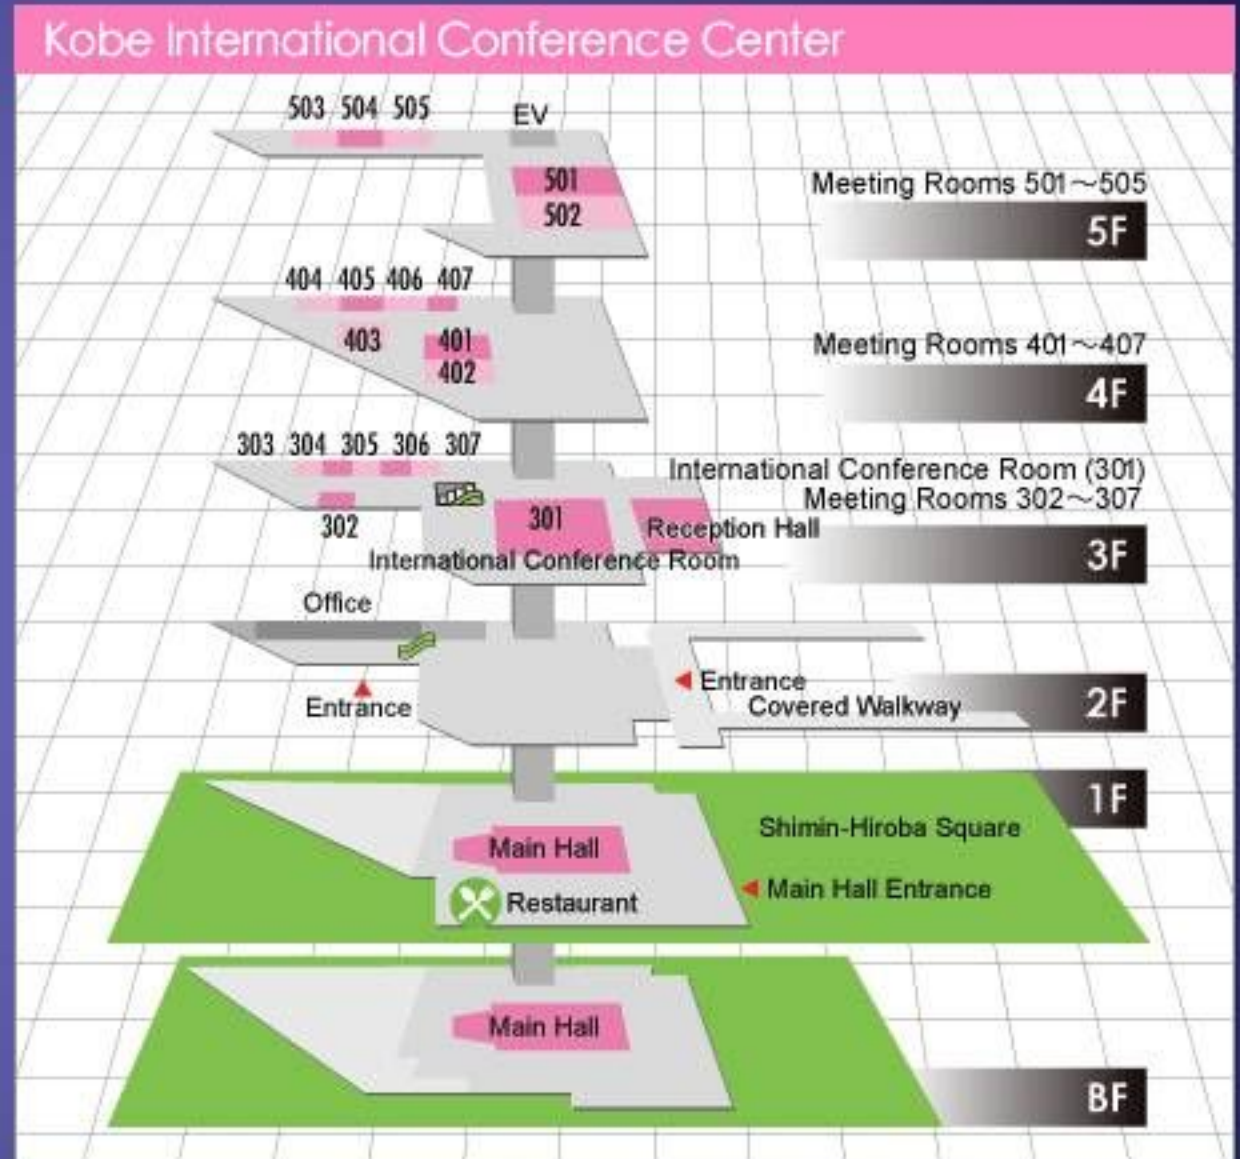 Kobe International Conference Center
503 504 505
EV
501
502
Meeting Rooms 501～505
5F
404 405 406 407
403
401
402
Meeting Rooms 401～407
4F
303 304 305 306 307
302
301
International Conference Room
Reception Hall
International Conference Room (301)
Meeting Rooms 302～307
3F
Office
Entrance
Entrance
Covered Walkway
2F
1F
Shimin-Hiroba Square
Main Hall
Main Hall Entrance
Restaurant
Main Hall
BF